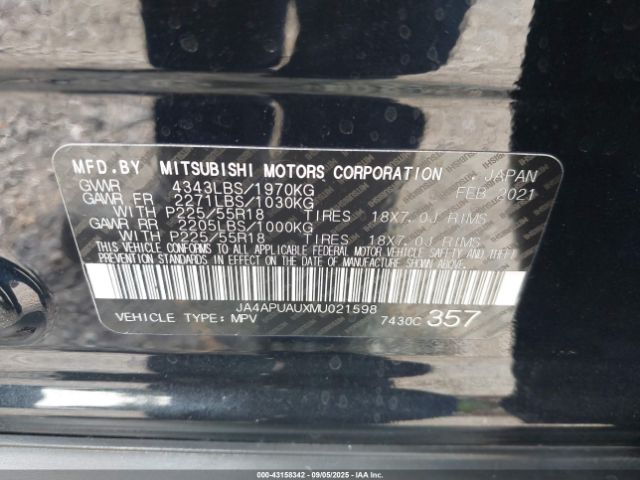 MFD.BY MITSUBISHI MOTORS CORPORATION JAPAN
GVWR 4343LBS/1970KG FEB 2021
GAWR FR 2271LBS/1030KG
WITH P225/55R18 TIRES 18X7.0J RIMS
GAWR RR 2205LBS/1000KG
WITH P225/55R18 TIRES 18X7.0J RIMS
THIS VEHICLE CONFORMS TO ALL APPLICABLE FEDERAL MOTOR VEHICLE SAFETY, BUMPER, AND THEFT
PREVENTION STANDARDS IN EFFECT ON THE DATE OF MANUFACTURE SHOWN ABOVE.
JA4APUAUXMU021598
VEHICLE TYPE: MPV 7430C 357
000-43158342 - 09/05/2025 - IAAI.COM